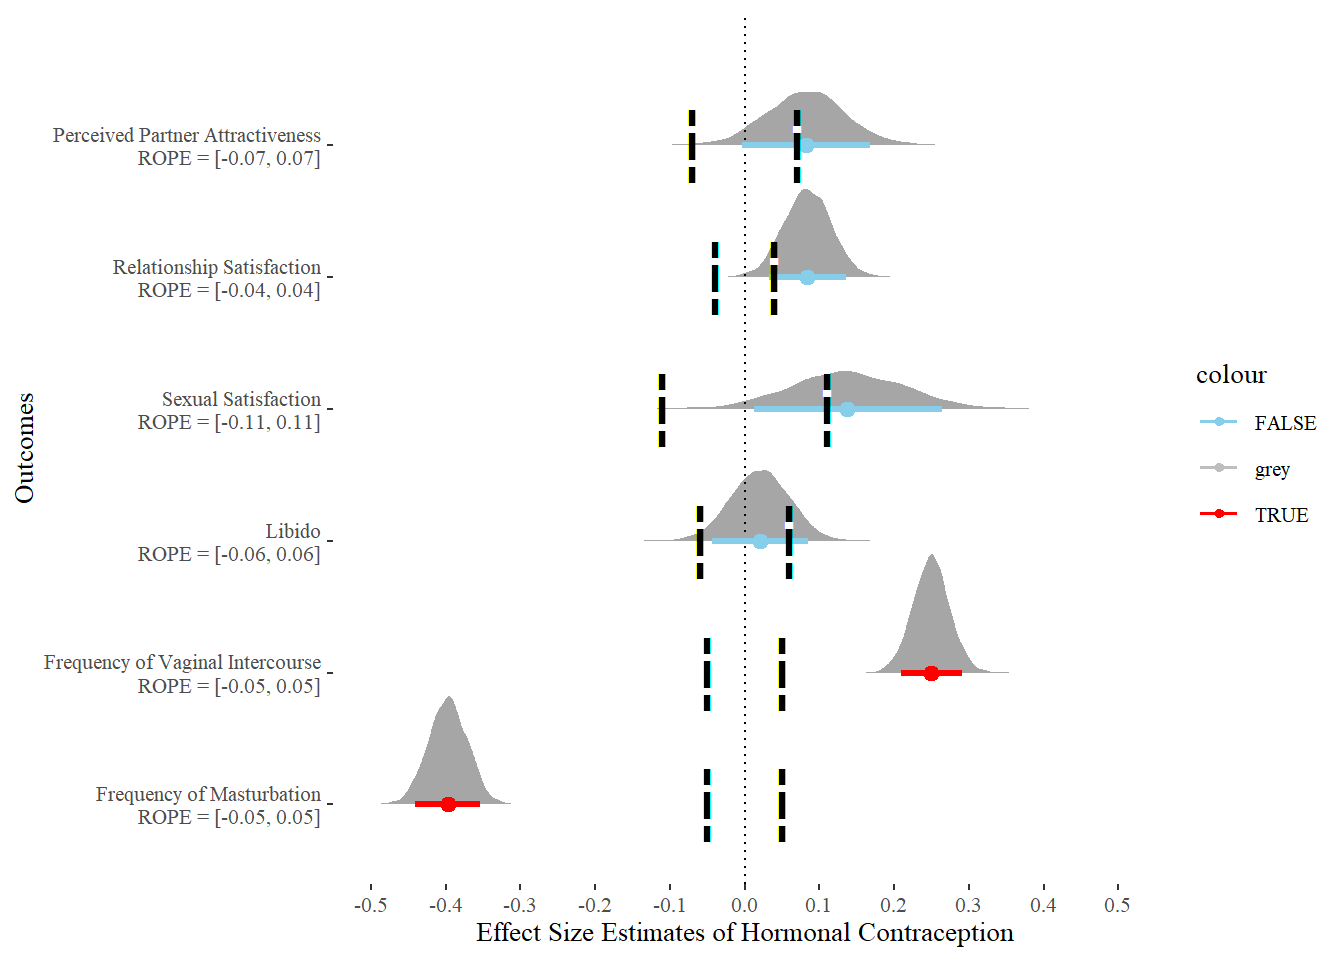 Perceived Partner Attractiveness
ROPE = [-0.07, 0.07]
Relationship Satisfaction
ROPE = [-0.04, 0.04]
Sexual Satisfaction
ROPE = [-0.11, 0.11]
Libido
ROPE = [-0.06, 0.06]
Frequency of Vaginal Intercourse
ROPE = [-0.05, 0.05]
Frequency of Masturbation
ROPE = [-0.05, 0.05]
Outcomes
-0.5 -0.4 -0.3 -0.2 -0.1 0.0 0.1 0.2 0.3 0.4 0.5
Effect Size Estimates of Hormonal Contraception
colour
FALSE
grey
TRUE